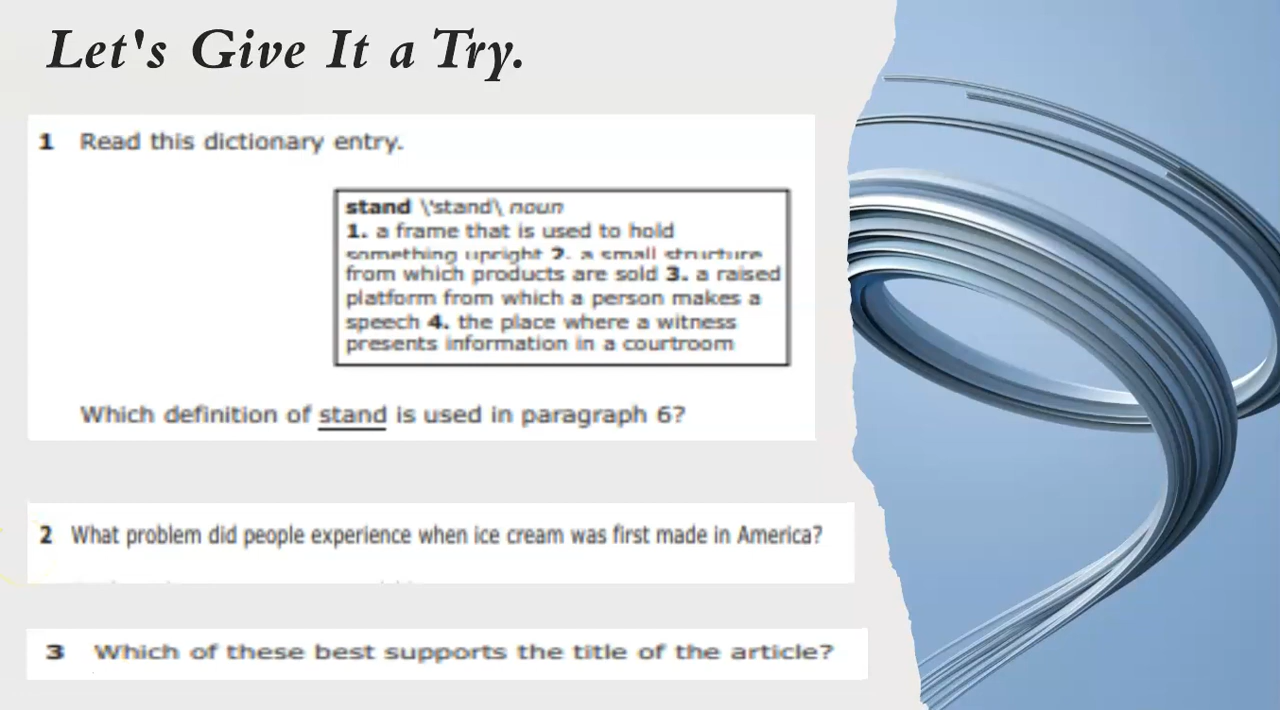 Let's Give It a Try.
1 Read this dictionary entry.
stand \'stand\ noun
1. a frame that is used to hold
something upright 2. a small structure
from which products are sold 3. a raised
platform from which a person makes a
speech 4. the place where a witness
presents information in a courtroom
Which definition of stand is used in paragraph 6?
2 What problem did people experience when ice cream was first made in America?
3 Which of these best supports the title of the article?